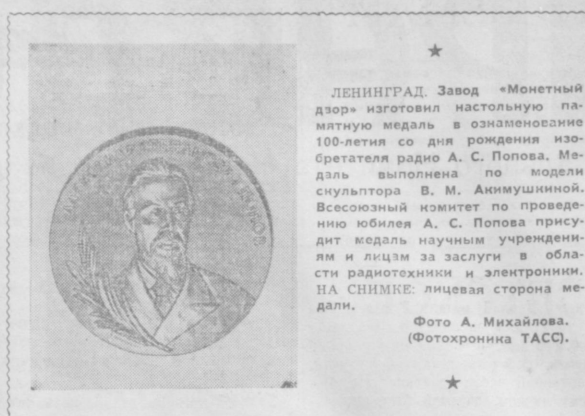 ЛЕНИНГРАД. Завод «Монетный
двор» изготовил настольную па-
мятную медаль в ознаменование
100-летия со дня рождения изо-
бретателя радио А. С. Попова. Ме-
даль выполнена по модели
скульптора В. М. Акимушкиной.
Всесоюзный комитет по проведе-
нию юбилея А. С. Попова прису-
дит медаль научным учреждени-
ям и лицам за заслуги в обла-
сти радиотехники и электроники.
НА СНИМКЕ: лицевая сторона ме-
дали.
Фото А. Михайлова.
(Фотохроника ТАСС).